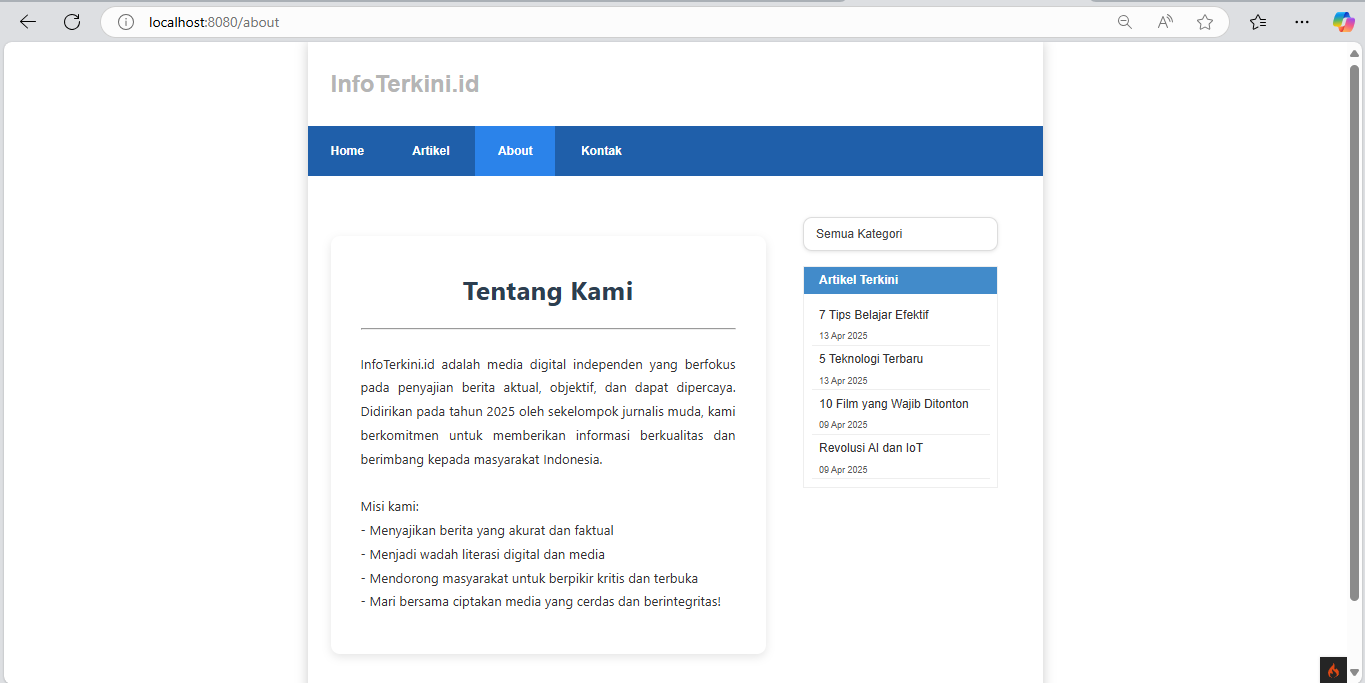 localhost:8080/about
InfoTerkini.id
Home Artikel About Kontak
Tentang Kami
InfoTerkini.id adalah media digital independen yang berfokus
pada penyajian berita aktual, objektif, dan dapat dipercaya.
Didirikan pada tahun 2025 oleh sekelompok jurnalis muda, kami
berkomitmen untuk memberikan informasi berkualitas dan
berimbang kepada masyarakat Indonesia.
Misi kami:
- Menyajikan berita yang akurat dan faktual
- Menjadi wadah literasi digital dan media
- Mendorong masyarakat untuk berpikir kritis dan terbuka
- Mari bersama ciptakan media yang cerdas dan berintegritas!
Semua Kategori
Artikel Terkini
7 Tips Belajar Efektif
13 Apr 2025
5 Teknologi Terbaru
13 Apr 2025
10 Film yang Wajib Ditonton
09 Apr 2025
Revolusi AI dan IoT
09 Apr 2025